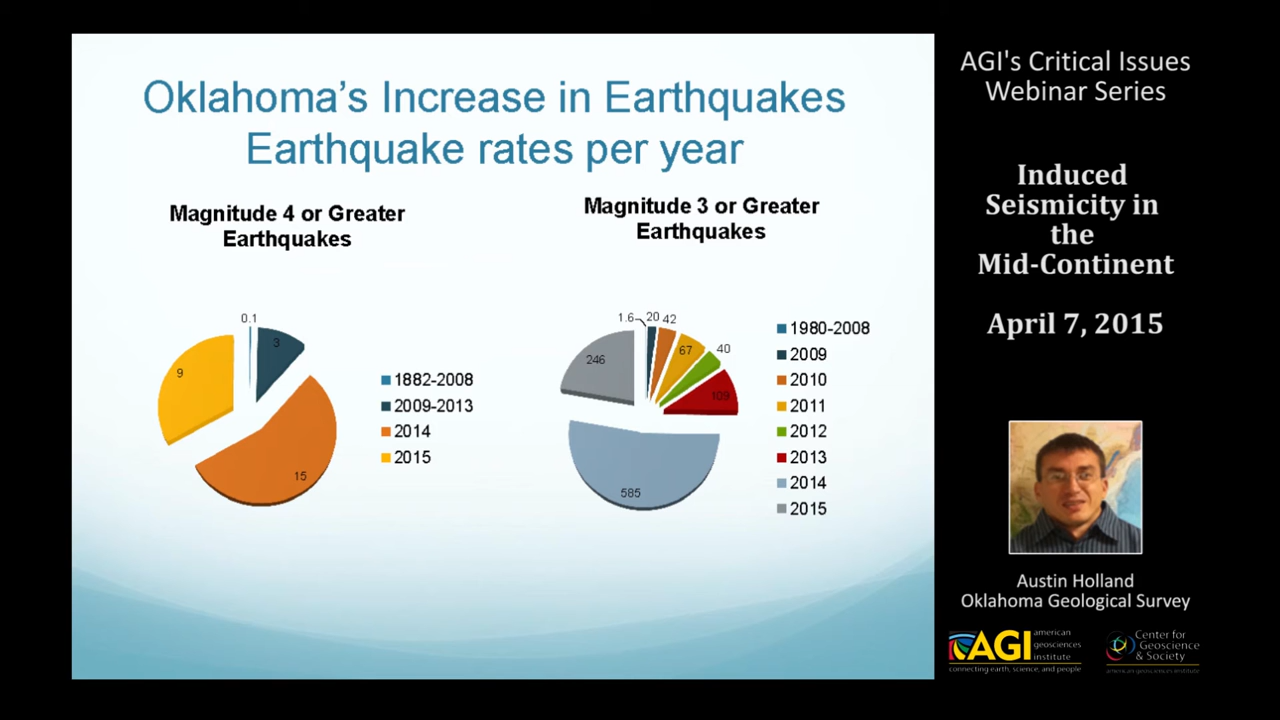 Oklahoma's Increase in Earthquakes
Earthquake rates per year
Magnitude 4 or Greater
Earthquakes
0.1
3
9
15
1882-2008
2009-2013
2014
2015
Magnitude 3 or Greater
Earthquakes
1.6
20
42
67
40
109
246
585
1980-2008
2009
2010
2011
2012
2013
2014
2015
AGI's Critical Issues
Webinar Series
Induced
Seismicity in
the
Mid-Continent
April 7, 2015
Austin Holland
Oklahoma Geological Survey
AGI
american
geosciences
institute
connecting earth, science, and people
Center for
Geoscience
& Society
american geosciences institute